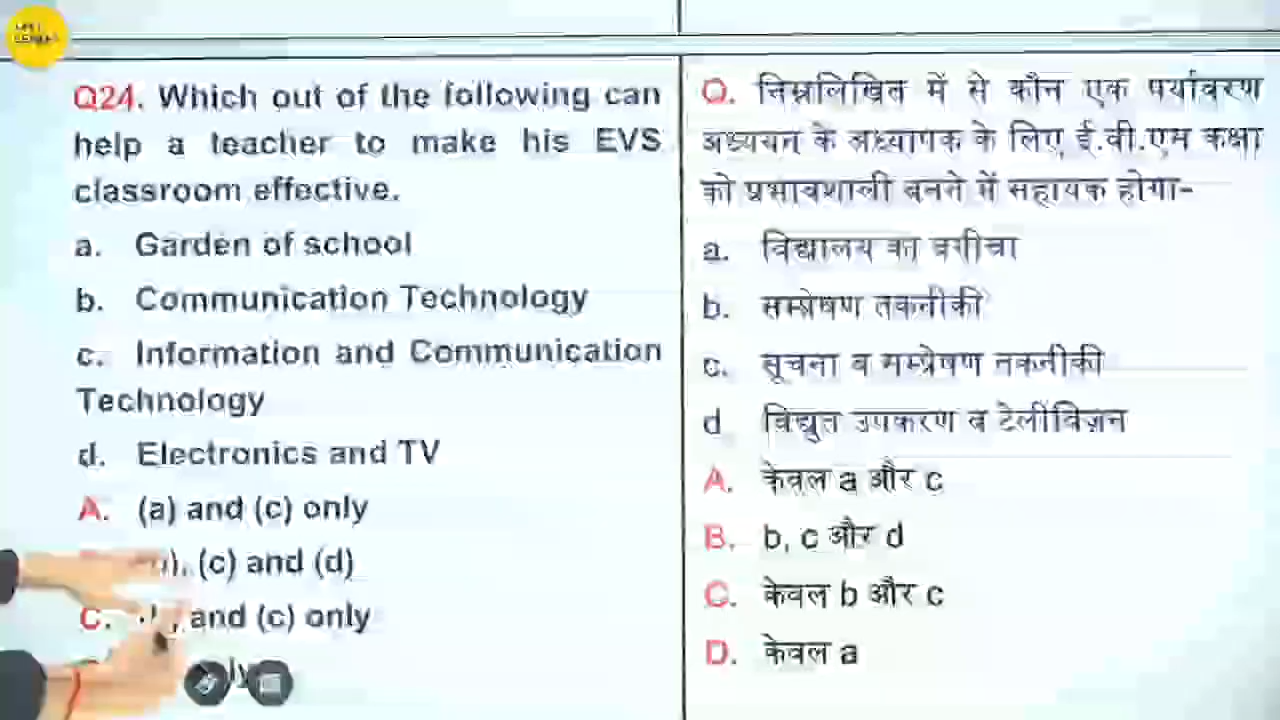 Q24. Which out of the following can
help a teacher to make his EVS
classroom effective.
a. Garden of school
b. Communication Technology
c. Information and Communication
Technology
d. Electronics and TV
A. (a) and (c) only
(c) and (d)
C. and (c) only
Q. निम्नलिखित में से कौन एक पर्यावरण
अध्ययन के अध्यापक के लिए ई.वी.एम कक्षा
को प्रभावशाली बनने में सहायक होगा-
a. विद्यालय का बगीचा
b. सम्प्रेषण तकनीकी
c. सूचना व सम्प्रेषण तकनीकी
d विद्युत उपकरण व टेलीविज़न
A. केवल a और c
B. b, c और d
C. केवल b और c
D. केवल a